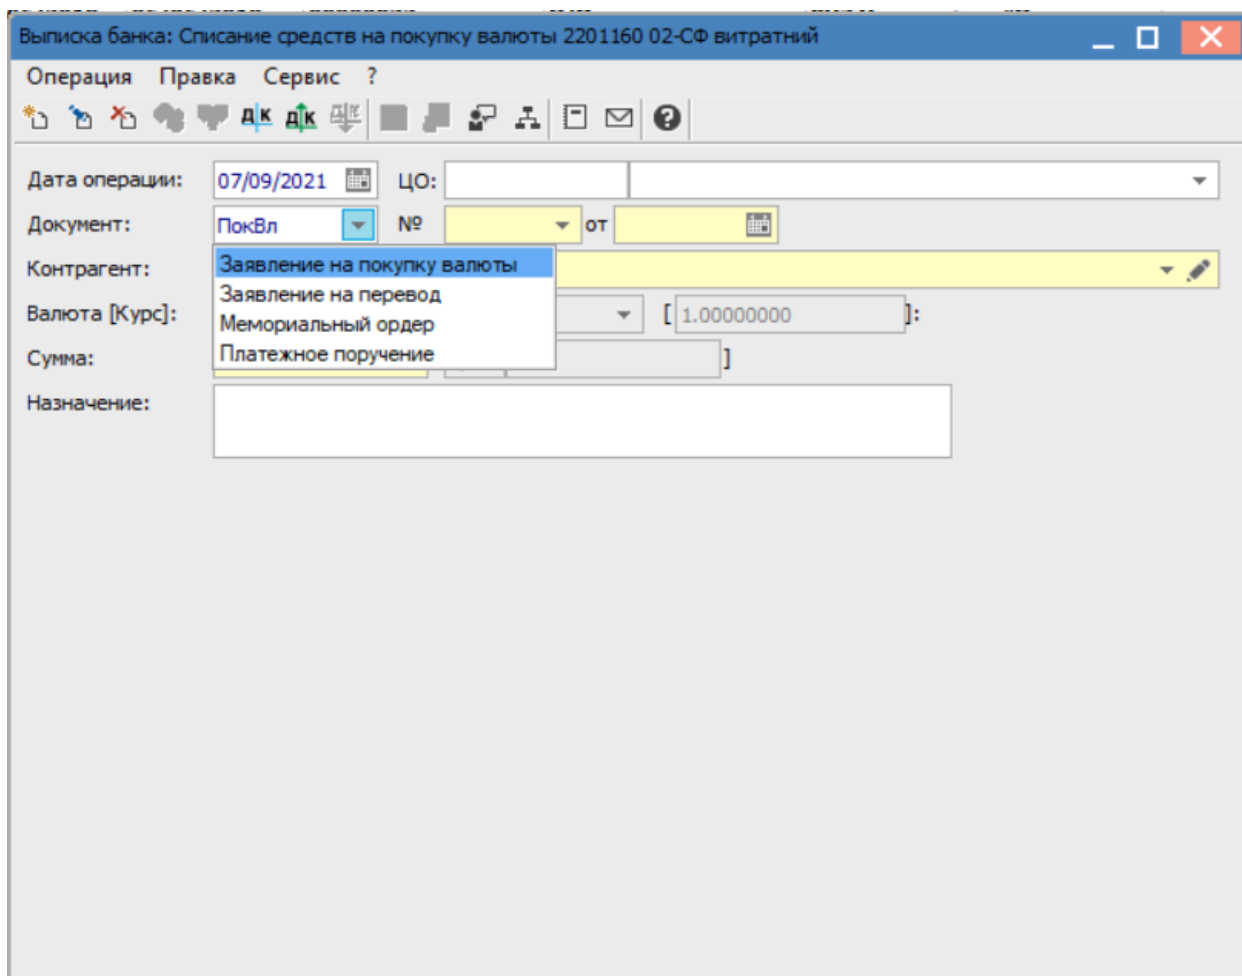 Выписка банка: Списание средств на покупку валюты 2201160 02-СФ витратний
Операция Правка Сервис ?
Д К Д К Д К ?
Дата операции: 07/09/2021 ЦО:
Документ: ПокВл № от
Заявление на покупку валюты
Контрагент:
Заявление на перевод
Валюта [Курс]: [ 1.00000000 ]:
Мемориальный ордер
Сумма: ]
Платежное поручение
Назначение: